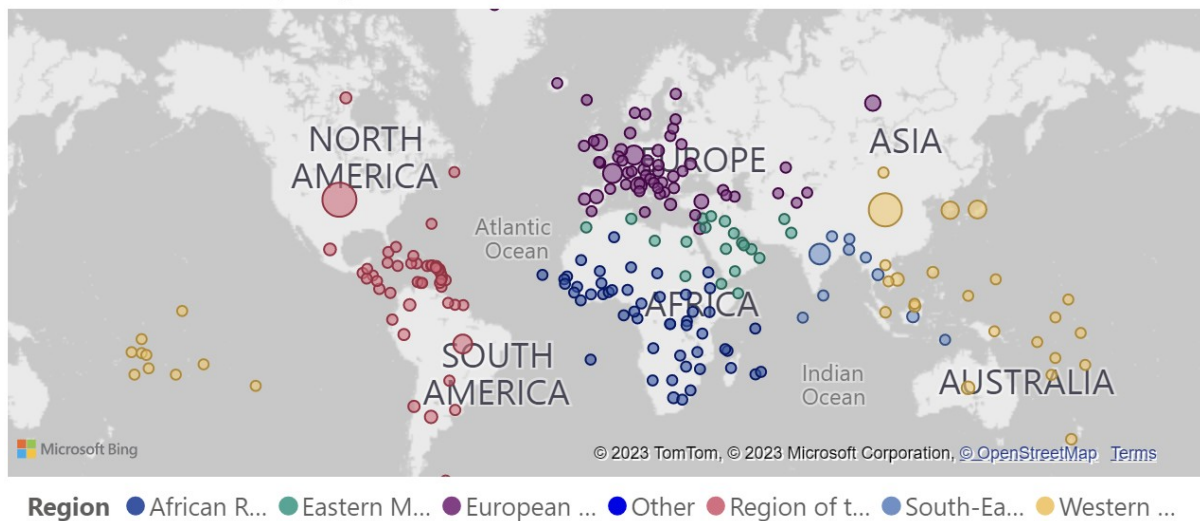 NORTH
AMERICA
EUROPE
ASIA
Atlantic
Ocean
AFRICA
SOUTH
AMERICA
Indian
Ocean
AUSTRALIA
Microsoft Bing
© 2023 TomTom, © 2023 Microsoft Corporation, © OpenStreetMap Terms
Region African R... Eastern M... European ... Other Region of t... South-Ea... Western ...